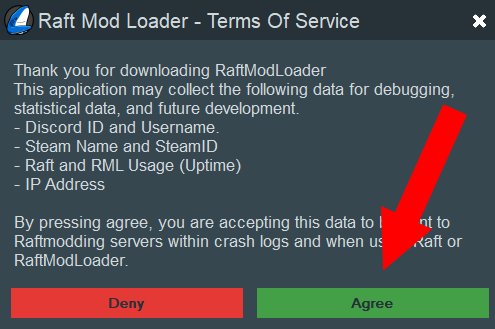 Raft Mod Loader - Terms Of Service
Thank you for downloading RaftModLoader
This application may collect the following data for debugging,
statistical data, and future development.
- Discord ID and Username.
- Steam Name and SteamID
- Raft and RML Usage (Uptime)
- IP Address
By pressing agree, you are accepting this data to to
Raftmodding servers within crash logs and when Raft or
RaftModLoader.
Deny Agree